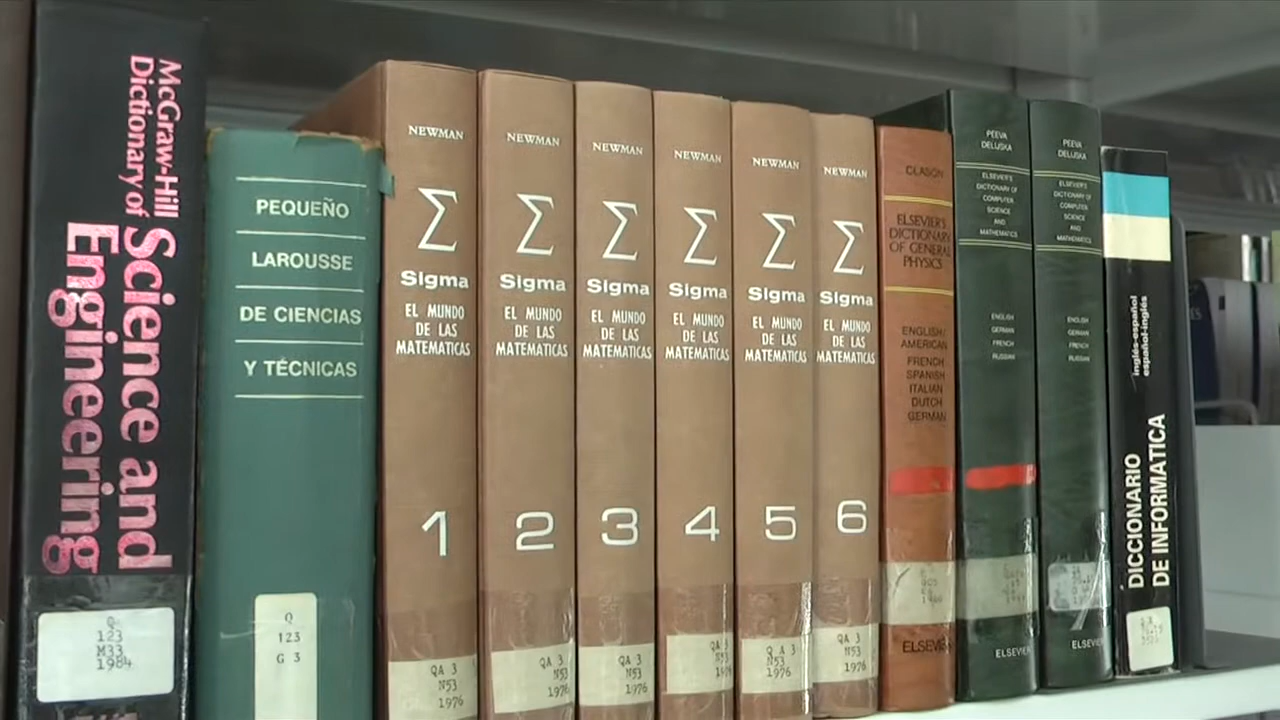 McGraw-Hill
Dictionary of
Science and
Engineering
Q
123
M33
1984
PEQUEÑO
LAROUSSE
DE CIENCIAS
Y TÉCNICAS
Q
123
G 3
NEWMAN
Σ
Sigma
EL MUNDO
DE LAS
MATEMATICAS
1
QA 3
N53
1976
NEWMAN
Σ
Sigma
EL MUNDO
DE LAS
MATEMATICAS
2
QA 3
N53
1976
NEWMAN
Σ
Sigma
EL MUNDO
DE LAS
MATEMATICAS
3
QA 3
N53
1976
NEWMAN
Σ
Sigma
EL MUNDO
DE LAS
MATEMATICAS
4
QA 3
N53
1976
NEWMAN
Σ
Sigma
EL MUNDO
DE LAS
MATEMATICAS
5
Q A 3
N53
1976
NEWMAN
Σ
Sigma
EL MUNDO
DE LAS
MATEMATICAS
6
QA 3
N53
1976
CLASON
ELSEVIER'S
DICTIONARY
OF GENERAL
PHYSICS
ENGLISH/
AMERICAN
FRENCH
SPANISH
ITALIAN
DUTCH
GERMAN
ELSEVIER
PEEVA
DELIJSKA
ELSEVIER'S
DICTIONARY OF
COMPUTER
SCIENCE
AND
MATHEMATICS
ENGLISH
GERMAN
FRENCH
RUSSIAN
ELSEVIER
PEEVA
DELIJSKA
ELSEVIER'S
DICTIONARY OF
COMPUTER
SCIENCE
AND
MATHEMATICS
ENGLISH
GERMAN
FRENCH
RUSSIAN
ELSEVIER
inglés-español
español-inglés
DICCIONARIO
DE INFORMATICA